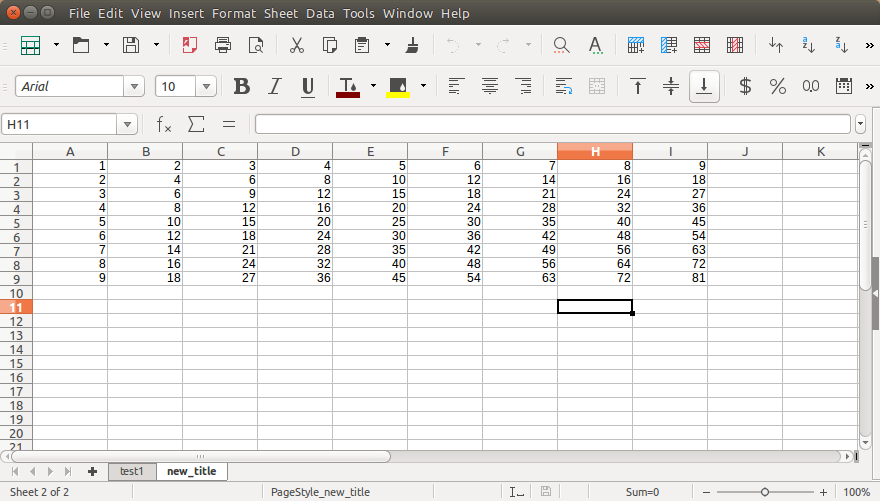 File Edit View Insert Format Sheet Data Tools Window Help
Arial 10 B I U T $ % 0.0
H11 fx Σ =
A B C D E F G H I J K
1 1 2 3 4 5 6 7 8 9
2 2 4 6 8 10 12 14 16 18
3 3 6 9 12 15 18 21 24 27
4 4 8 12 16 20 24 28 32 36
5 5 10 15 20 25 30 35 40 45
6 6 12 18 24 30 36 42 48 54
7 7 14 21 28 35 42 49 56 63
8 8 16 24 32 40 48 56 64 72
9 9 18 27 36 45 54 63 72 81
10
11
12
13
14
15
16
17
18
19
20
21
test1 new_title
Sheet 2 of 2 PageStyle_new_title Sum=0 100%